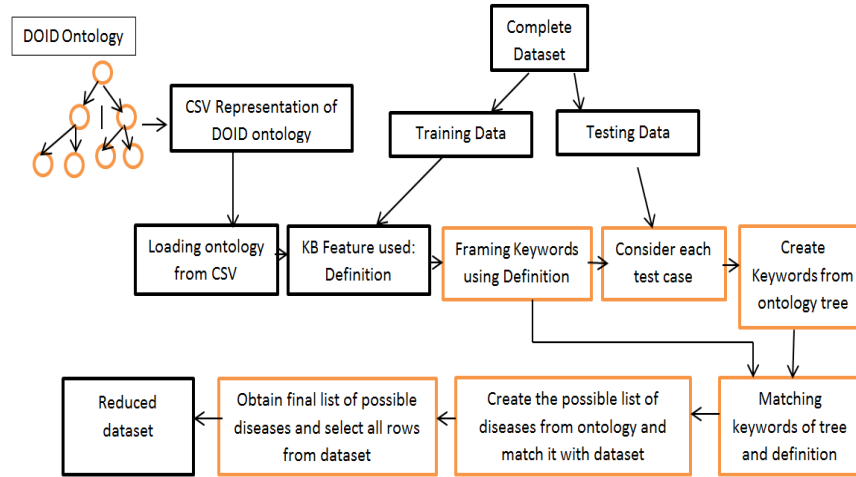 DOID Ontology
Complete
Dataset
CSV Representation of
DOID ontology
Training Data
Testing Data
Loading ontology
from CSV
KB Feature used:
Definition
Framing Keywords
using Definition
Consider each
test case
Create
Keywords from
ontology tree
Reduced
dataset
Obtain final list of possible
diseases and select all rows
from dataset
Create the possible list of
diseases from ontology and
match it with dataset
Matching
keywords of tree
and definition